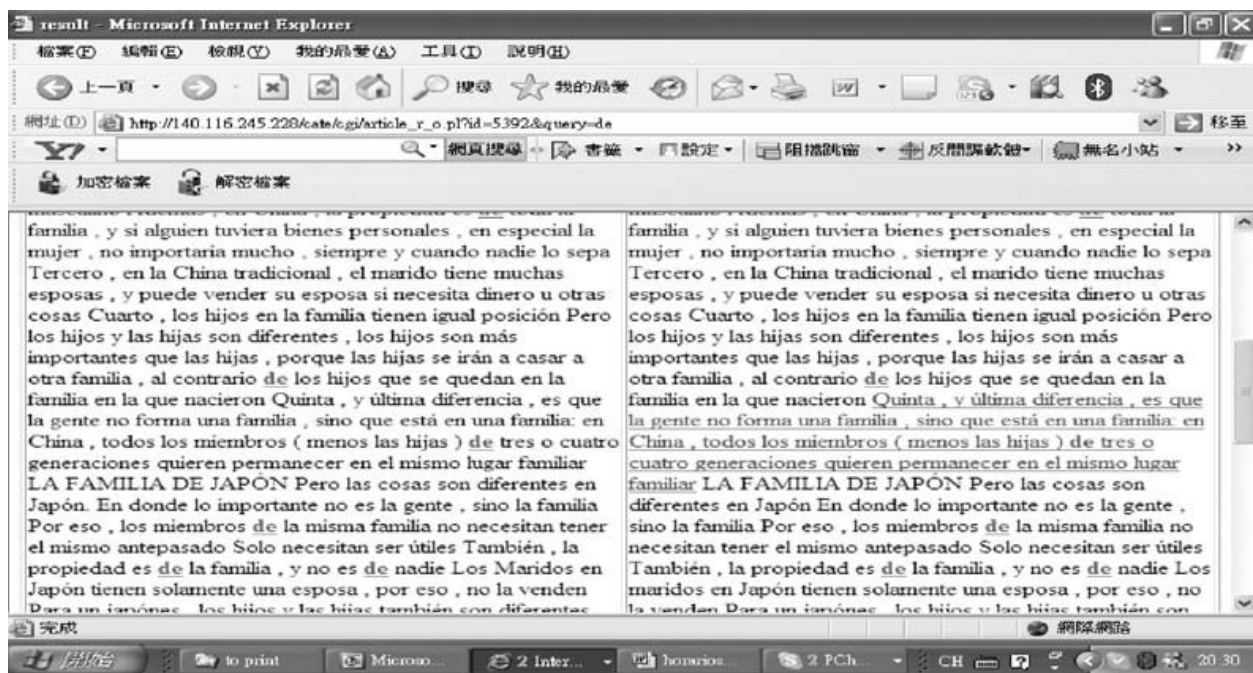 result - Microsoft Internet Explorer
檔案(F) 編輯(E) 檢視(V) 我的最愛(A) 工具(T) 說明(H)
上一頁 搜尋 我的最愛
網址(D) http://140.116.245.228/cate/cgi/article_r_o.pl?id=5392&query=de 移至
Y7 網頁搜尋 書籤 設定 阻擋跳窗 反間諜軟體 無名小站 »
加密檔案 解密檔案
familia , y si alguien tuviera bienes personales , en especial la
mujer , no importaría mucho , siempre y cuando nadie lo sepa
Tercero , en la China tradicional , el marido tiene muchas
esposas , y puede vender su esposa si necesita dinero u otras
cosas Cuarto , los hijos en la familia tienen igual posición Pero
los hijos y las hijas son diferentes , los hijos son más
importantes que las hijas , porque las hijas se irán a casar a
otra familia , al contrario de los hijos que se quedan en la
familia en la que nacieron Quinta , y última diferencia , es que
la gente no forma una familia , sino que está en una familia: en
China , todos los miembros ( menos las hijas ) de tres o cuatro
generaciones quieren permanecer en el mismo lugar familiar
LA FAMILIA DE JAPÓN Pero las cosas son diferentes en
Japón. En donde lo importante no es la gente , sino la familia
Por eso , los miembros de la misma familia no necesitan tener
el mismo antepasado Solo necesitan ser útiles También , la
propiedad es de la familia , y no es de nadie Los Maridos en
Japón tienen solamente una esposa , por eso , no la venden
Para un japónes , los hijos y las hijas también son diferentes
familia , y si alguien tuviera bienes personales , en especial la
mujer , no importaría mucho , siempre y cuando nadie lo sepa
Tercero , en la China tradicional , el marido tiene muchas
esposas , y puede vender su esposa si necesita dinero u otras
cosas Cuarto , los hijos en la familia tienen igual posición Pero
los hijos y las hijas son diferentes , los hijos son más
importantes que las hijas , porque las hijas se irán a casar a
otra familia , al contrario de los hijos que se quedan en la
familia en la que nacieron Quinta , y última diferencia , es que
la gente no forma una familia , sino que está en una familia: en
China , todos los miembros ( menos las hijas ) de tres o
cuatro generaciones quieren permanecer en el mismo lugar
familiar LA FAMILIA DE JAPÓN Pero las cosas son
diferentes en Japón En donde lo importante no es la gente ,
sino la familia Por eso , los miembros de la misma familia no
necesitan tener el mismo antepasado Solo necesitan ser útiles
También , la propiedad es de la familia , y no es de nadie Los
maridos en Japón tienen solamente una esposa , por eso , no
la venden Para un japónes , los hijos y las hijas también son
完成 網際網路
開始 to print Microso... 2 Inter... horarios... 2 PCh... CH 20:30